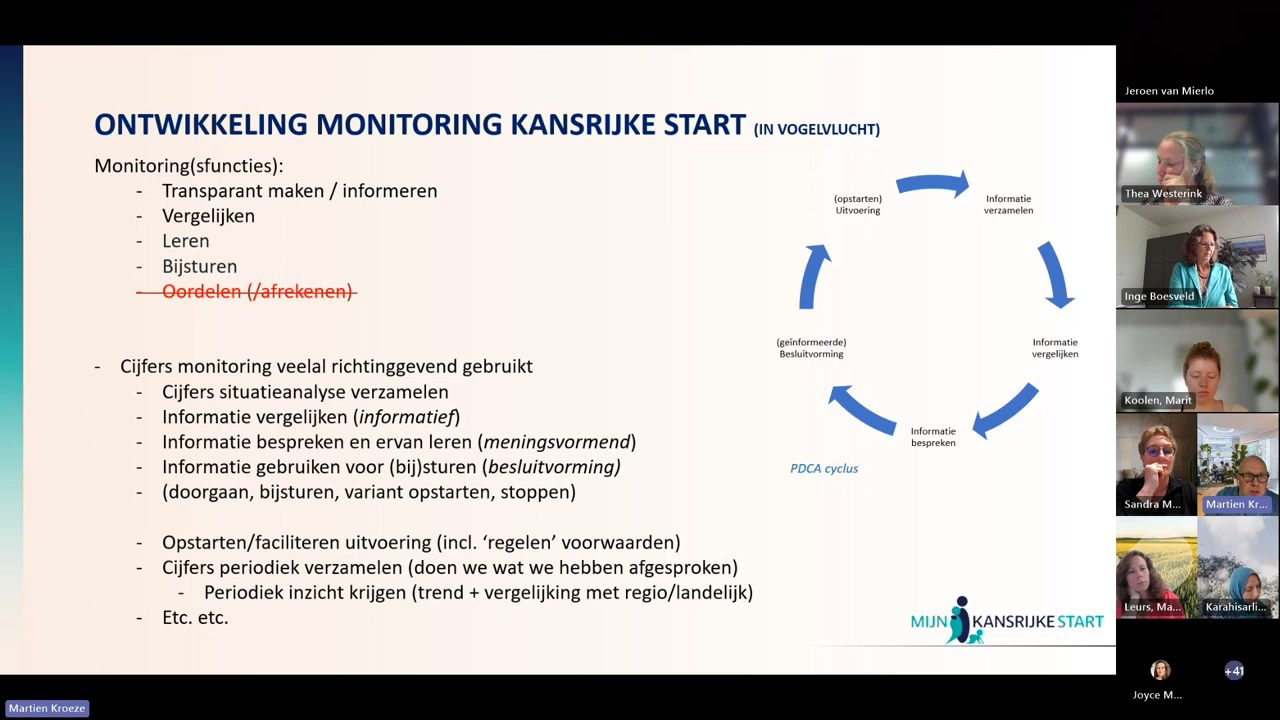 ONTWIKKELING MONITORING KANSRIJKE START (IN VOGELVLUCHT)
Monitoring(sfuncties):
- Transparant maken / informeren
- Vergelijken
- Leren
- Bijsturen
- Oordelen (/afrekenen)
- Cijfers monitoring veelal richtinggevend gebruikt
- Cijfers situatieanalyse verzamelen
- Informatie vergelijken (informatief)
- Informatie bespreken en ervan leren (meningsvormend)
- Informatie gebruiken voor (bij)sturen (besluitvorming)
- (doorgaan, bijsturen, variant opstarten, stoppen)
- Opstarten/faciliteren uitvoering (incl. ‘regelen’ voorwaarden)
- Cijfers periodiek verzamelen (doen we wat we hebben afgesproken)
- Periodiek inzicht krijgen (trend + vergelijking met regio/landelijk)
- Etc. etc.
(opstarten)
Uitvoering
Informatie
verzamelen
Informatie
vergelijken
Informatie
bespreken
(geïnformeerde)
Besluitvorming
PDCA cyclus
MIJN KANSRIJKE START
Jeroen van Mierlo
Thea Westerink
Inge Boesveld
Koolen, Marit
Sandra M...
Martien Kr...
Leurs, Ma...
Karahisarli...
Joyce M...
+41
Martien Kroeze